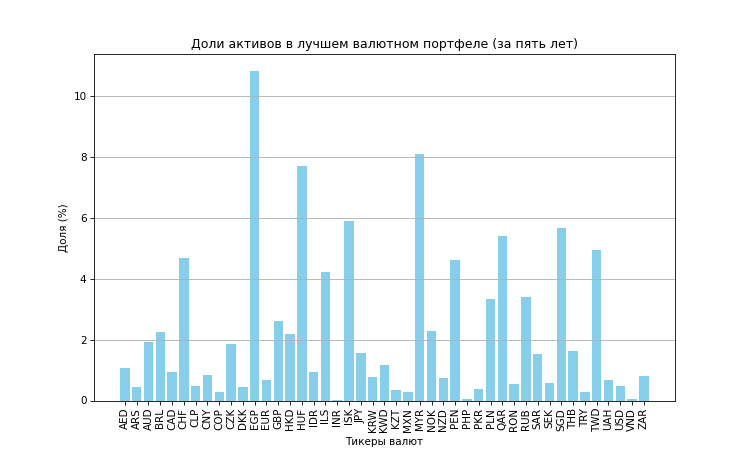 Доли активов в лучшем валютном портфеле (за пять лет)
Доля (%)
10
8
6
4
2
0
AED ARS AUD BRL CAD CHF CLP CNY COP CZK DKK EGP EUR GBP HKD HUF IDR ILS INR ISK JPY KRW KWD KZT MXN MYR NOK NZD PEN PHP PKR PLN QAR RON RUB SAR SEK SGD THB TRY TWD UAH USD VND ZAR
Тикеры валют